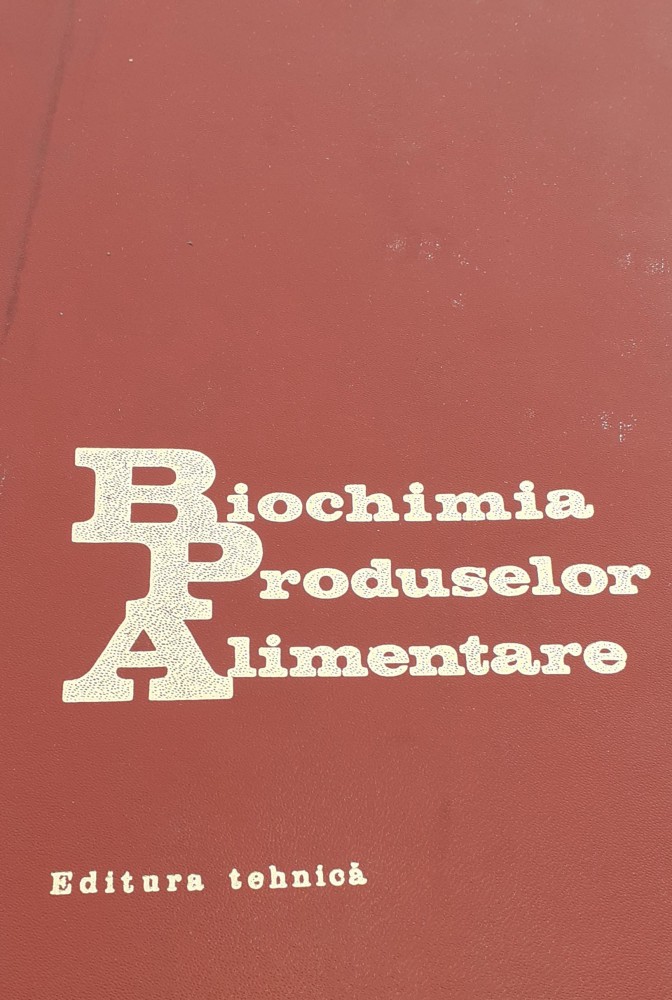 Biochimia
Produselor
Alimentare
Editura tehnică